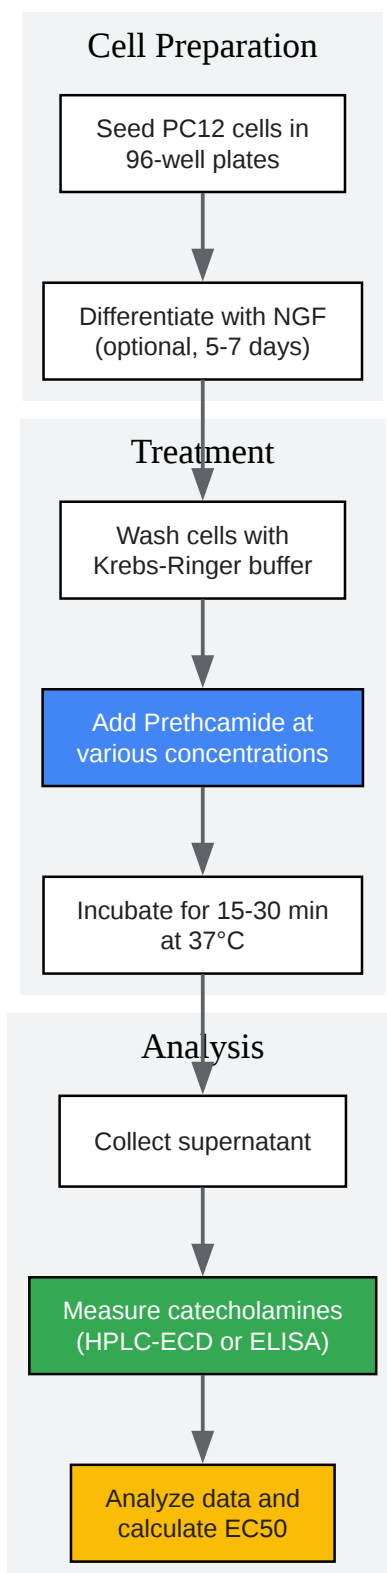 Cell Preparation
Seed PC12 cells in
96-well plates
Differentiate with NGF
(optional, 5-7 days)
Treatment
Wash cells with
Krebs-Ringer buffer
Add Prethcamide at
various concentrations
Incubate for 15-30 min
at 37°C
Analysis
Collect supernatant
Measure catecholamines
(HPLC-ECD or ELISA)
Analyze data and
calculate EC50